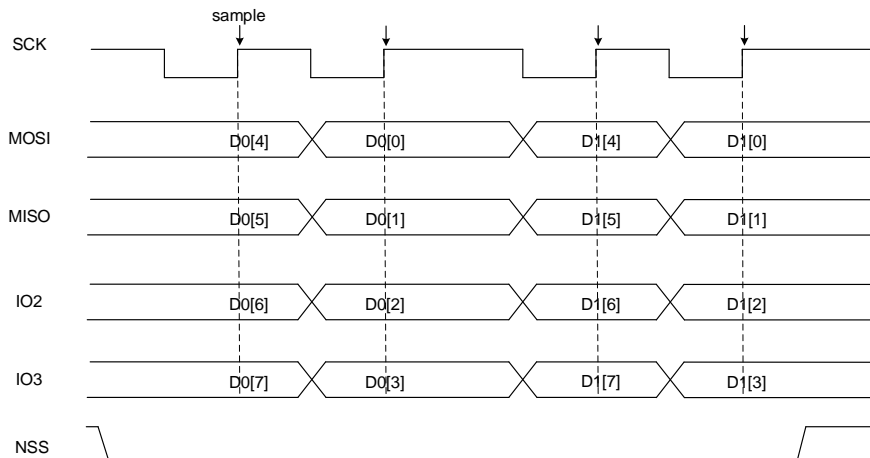 sample
SCK
MOSI D0[4] D0[0] D1[4] D1[0]
MISO D0[5] D0[1] D1[5] D1[1]
IO2 D0[6] D0[2] D1[6] D1[2]
IO3 D0[7] D0[3] D1[7] D1[3]
NSS